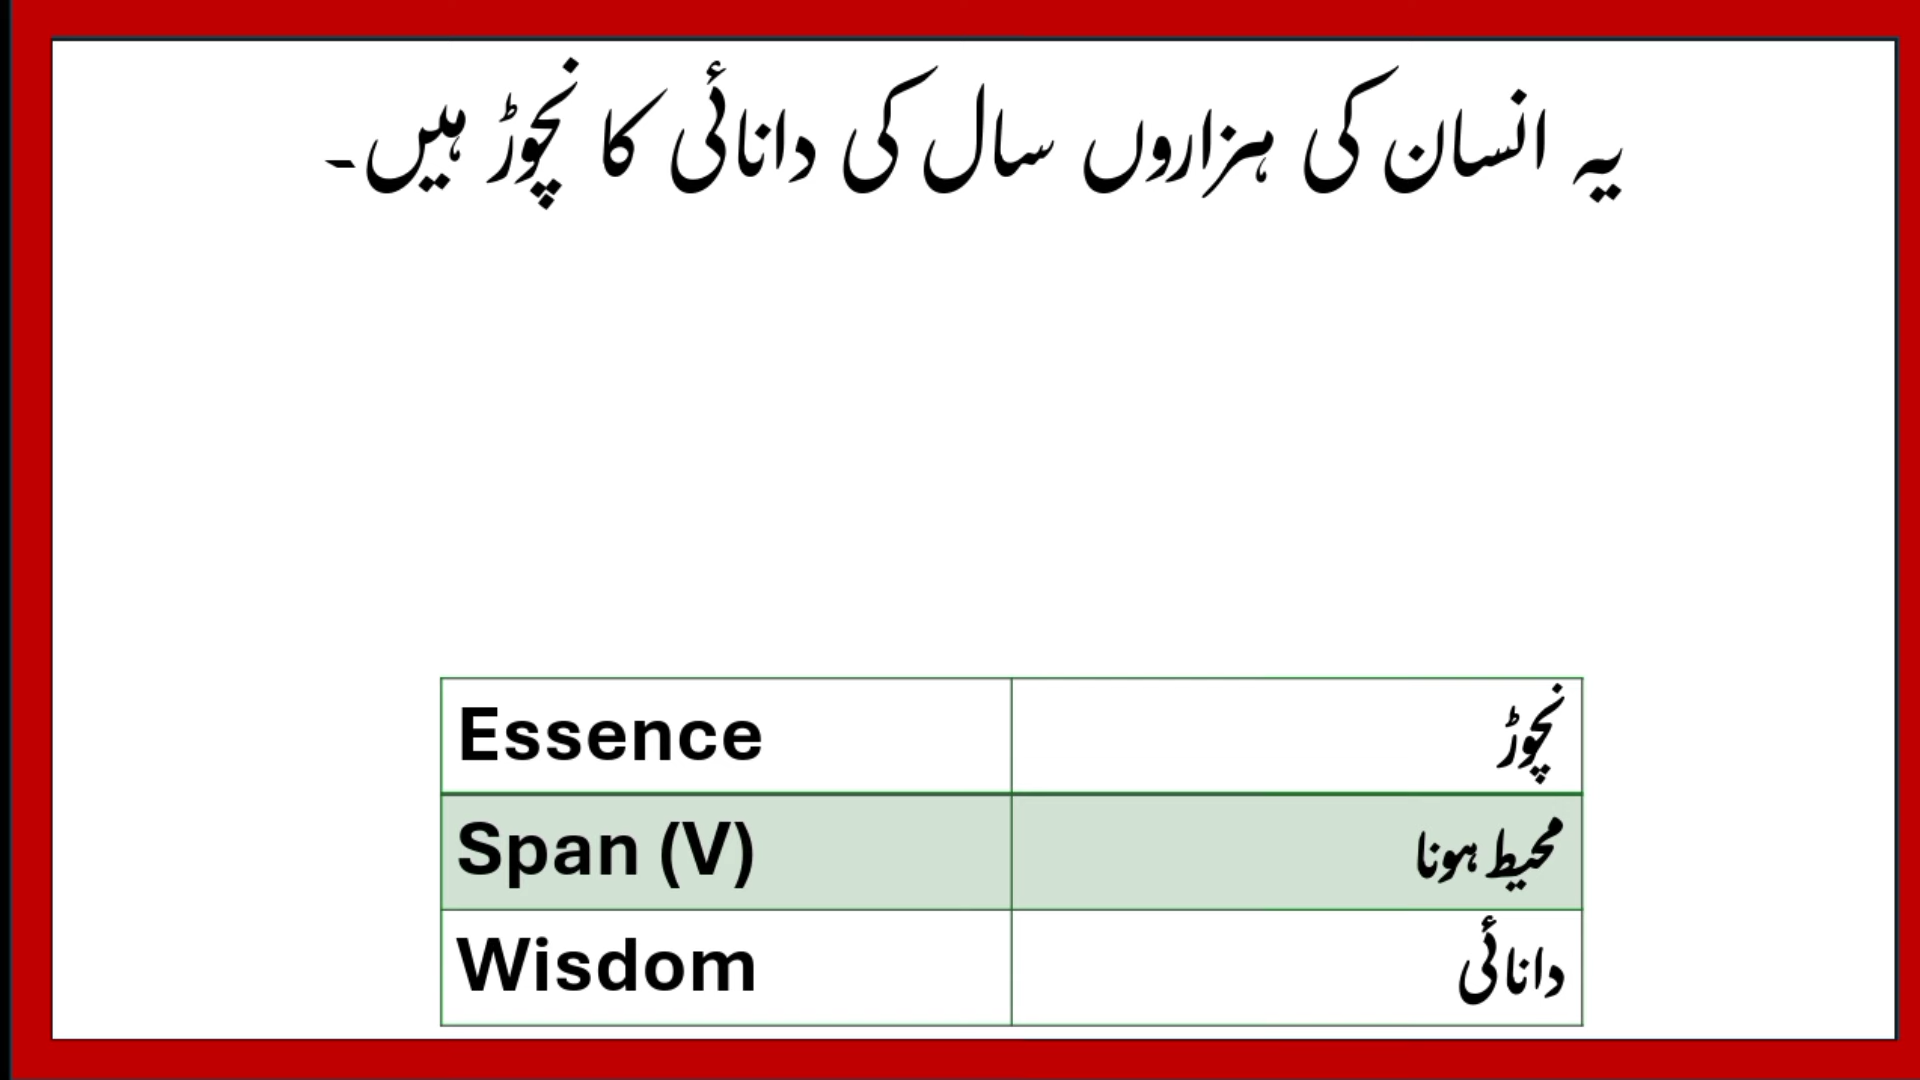 یہ انسان کی ہزاروں سال کی دانائی کا نچوڑ ہیں۔
Essence نچوڑ
Span (V) محیط ہونا
Wisdom دانائی